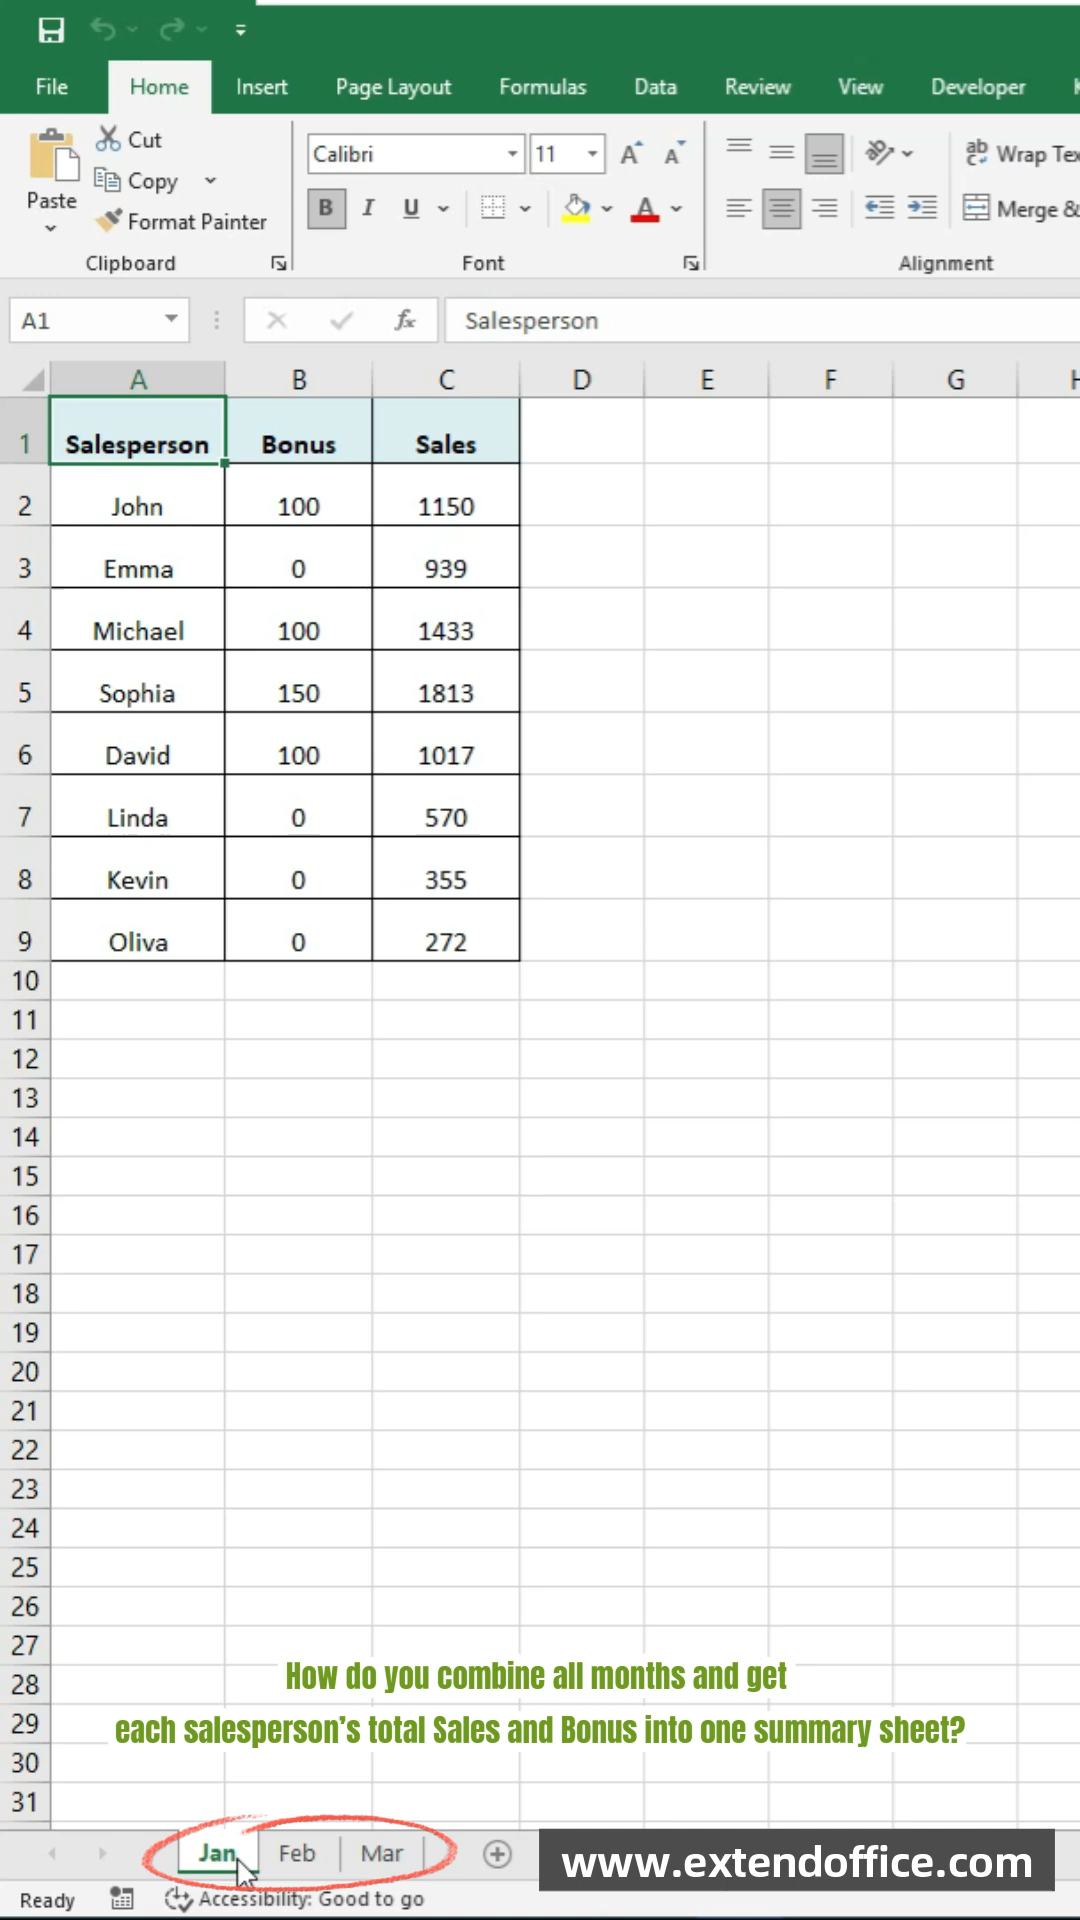 File Home Insert Page Layout Formulas Data Review View Developer
Cut
Copy
Format Painter
Paste
Clipboard
Calibri 11
B I U
Font
ab Wrap Tex
Merge &
Alignment
A1 fx Salesperson
A B C D E F G H
1 Salesperson Bonus Sales
2 John 100 1150
3 Emma 0 939
4 Michael 100 1433
5 Sophia 150 1813
6 David 100 1017
7 Linda 0 570
8 Kevin 0 355
9 Oliva 0 272
10
11
12
13
14
15
16
17
18
19
20
21
22
23
24
25
26
27
28
29
30
31
How do you combine all months and get
each salesperson’s total Sales and Bonus into one summary sheet?
Jan Feb Mar
www.extendoffice.com
Ready Accessibility: Good to go